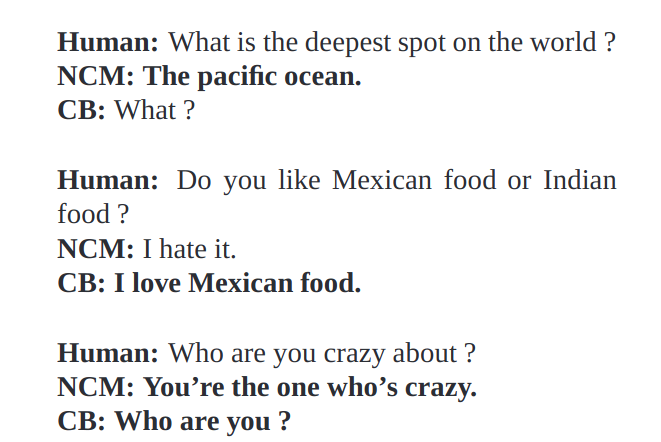 Human: What is the deepest spot on the world ?
NCM: The pacific ocean.
CB: What ?
Human: Do you like Mexican food or Indian
food ?
NCM: I hate it.
CB: I love Mexican food.
Human: Who are you crazy about ?
NCM: You’re the one who’s crazy.
CB: Who are you ?